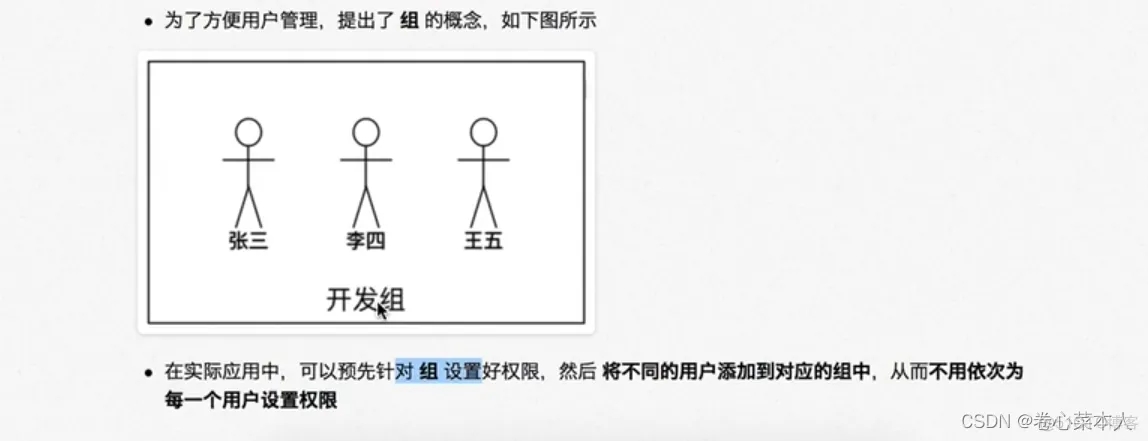 为了方便用户管理，提出了 组 的概念，如下图所示
张三 李四 王五
开发组
在实际应用中，可以预先针对 组 设置好权限，然后 将不同的用户添加到对应的组中，从而不用依次为
每一个用户设置权限
CSDN @卷心菜本人